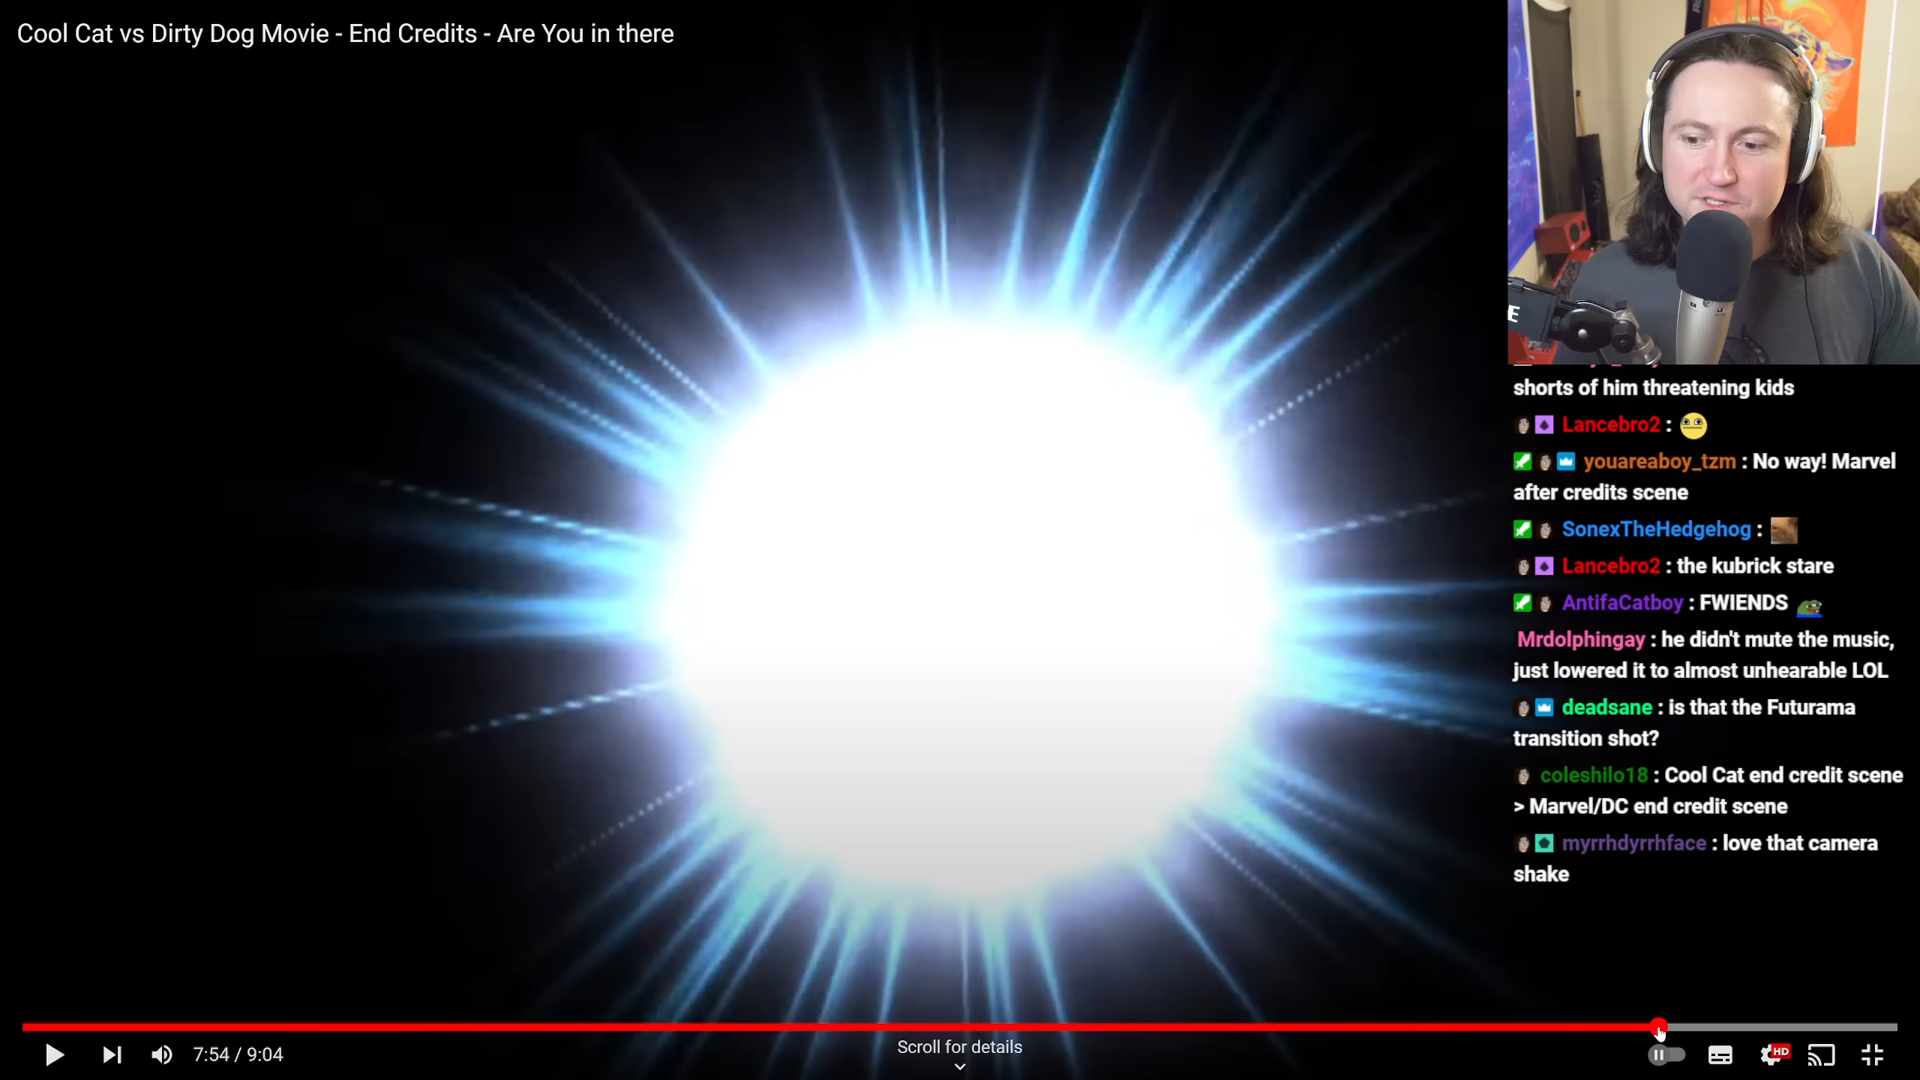 Cool Cat vs Dirty Dog Movie - End Credits - Are You in there
E
shorts of him threatening kids
Lancebro2 :
youareaboy_tzm : No way! Marvel
after credits scene
SonexTheHedgehog :
Lancebro2 : the kubrick stare
AntifaCatboy : FWIENDS
Mrdolphingay : he didn't mute the music,
just lowered it to almost unhearable LOL
deadsane : is that the Futurama
transition shot?
coleshilo18 : Cool Cat end credit scene
> Marvel/DC end credit scene
myrrhdyrrhface : love that camera
shake
7:54 / 9:04
Scroll for details
HD